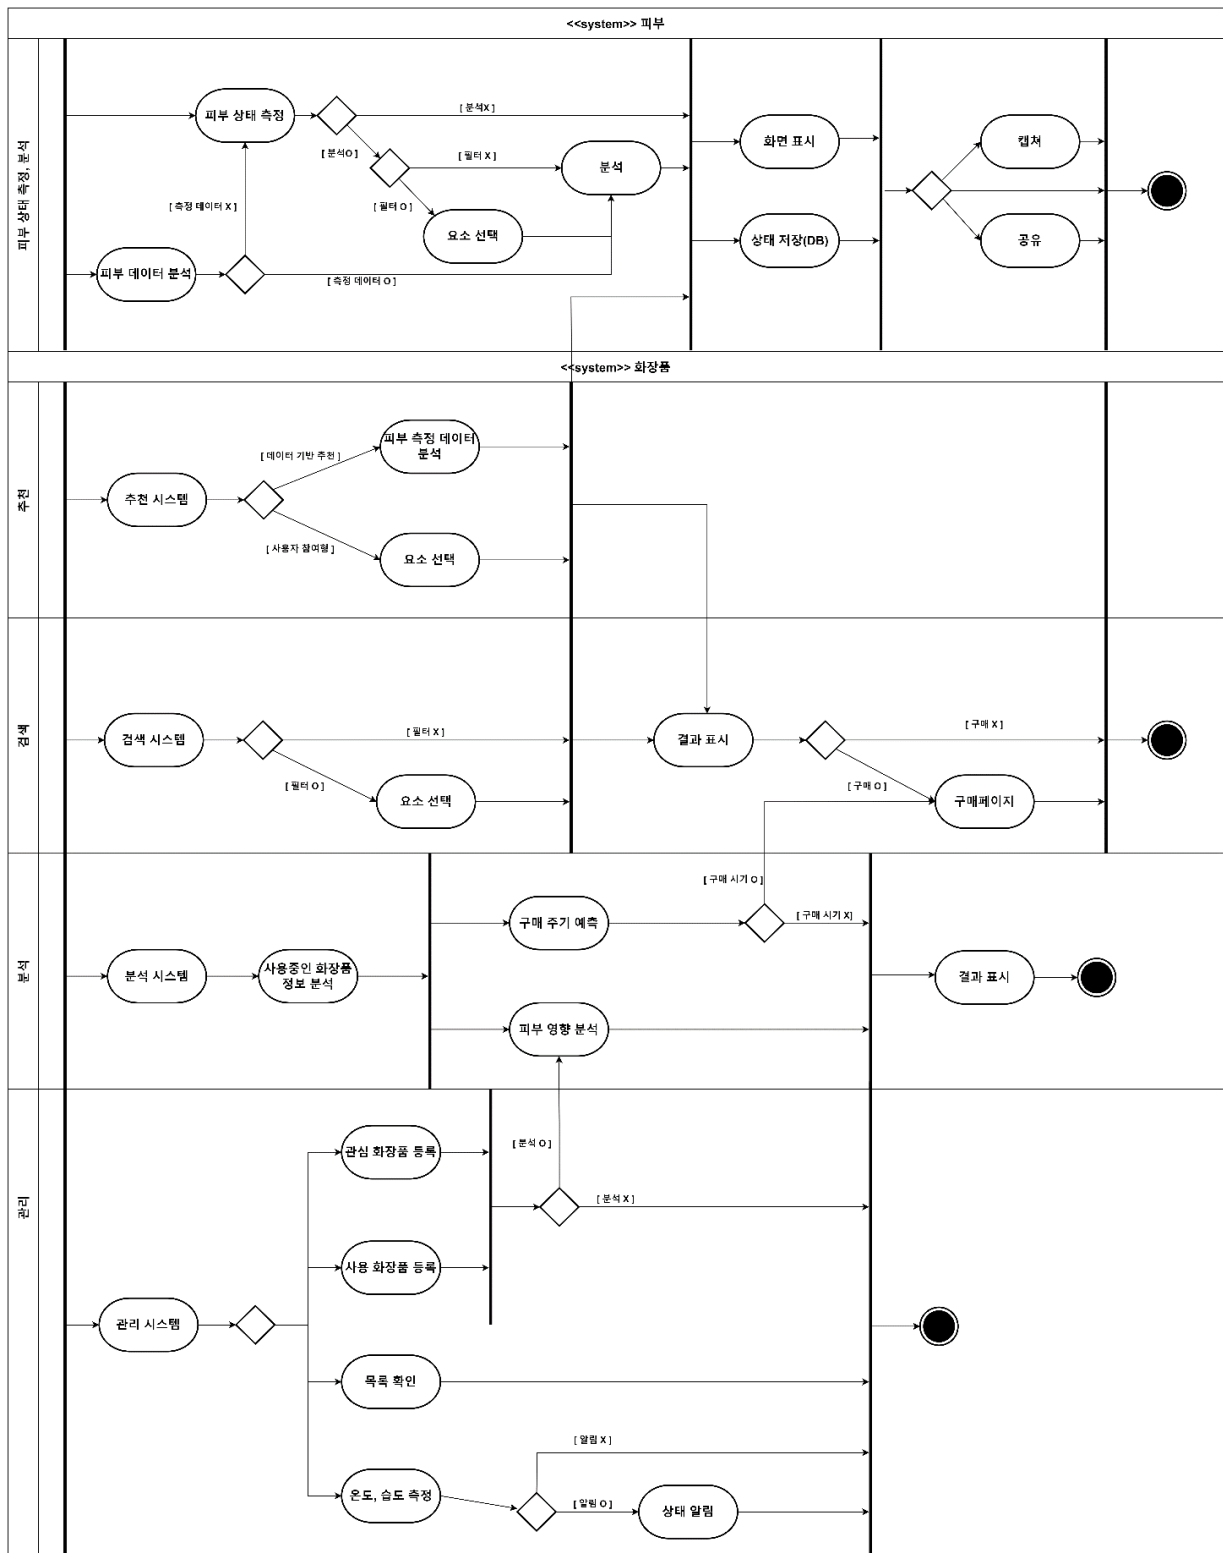 <<system>> 피부
피부 상태 측정, 분석
피부 상태 측정
[ 분석X ]
[ 분석O ]
[ 필터 X ]
분석
[ 측정 데이터 X ]
[ 필터 O ]
요소 선택
피부 데이터 분석
[ 측정 데이터 O ]
화면 표시
상태 저장(DB)
캡쳐
공유
<<system>> 화장품
추천
추천 시스템
[ 데이터 기반 추천 ]
피부 측정 데이터
분석
[ 사용자 참여형 ]
요소 선택
검색
검색 시스템
[ 필터 X ]
[ 필터 O ]
요소 선택
결과 표시
[ 구매 X ]
[ 구매 O ]
구매페이지
분석
분석 시스템
사용중인 화장품
정보 분석
구매 주기 예측
[ 구매 시기 O ]
[ 구매 시기 X]
피부 영향 분석
결과 표시
관리
관리 시스템
관심 화장품 등록
[ 분석 O ]
[ 분석 X ]
사용 화장품 등록
목록 확인
온도, 습도 측정
[ 알림 X ]
[ 알림 O ]
상태 알림